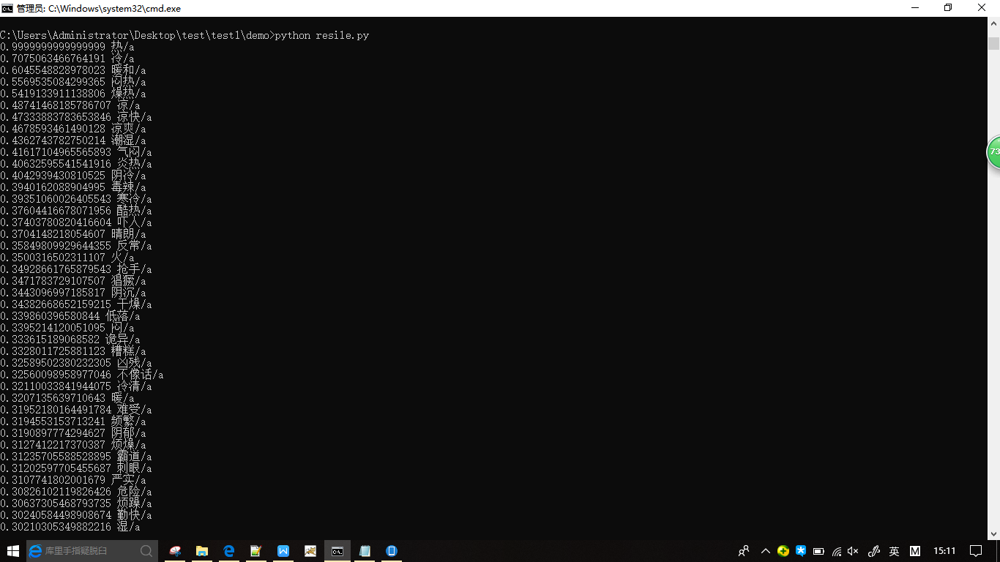 管理员: C:\Windows\system32\cmd.exe
C:\Users\Administrator\Desktop\test\test1\demo>python resile.py
0.9999999999999999 热/a
0.7075063466764191 冷/a
0.6045548828978023 暖和/a
0.5569535084299365 闷热/a
0.5419133911138806 燥热/a
0.48741468185786707 凉/a
0.47333883783653846 凉快/a
0.4678593461490128 凉爽/a
0.4362743782750214 潮湿/a
0.41617104965565893 气闷/a
0.40632595541541916 炎热/a
0.4042939430810525 阴冷/a
0.3940162088904995 毒辣/a
0.39351060026405543 寒冷/a
0.37604416678071956 酷热/a
0.37403780820416604 吓人/a
0.3704148218054607 晴朗/a
0.35849809929644355 反常/a
0.3500316502311107 火/a
0.34928661765879543 抢手/a
0.3471783729107507 猖獗/a
0.3443096997185817 阴沉/a
0.34382668652159215 干燥/a
0.339860396580844 低落/a
0.3395214120051095 闷/a
0.333615189068582 诡异/a
0.3328011725881123 糟糕/a
0.32589502380232305 凶残/a
0.32560098958977046 不像话/a
0.32110033841944075 冷清/a
0.3207135639710643 暖/a
0.31952180164491784 难受/a
0.3194553153713241 频繁/a
0.3190897774294627 阴郁/a
0.3127412217370387 烦燥/a
0.31235705588528895 霸道/a
0.31202597705455687 刺眼/a
0.3107741802001679 严实/a
0.30826102119826426 危险/a
0.30637305468793735 烦躁/a
0.30240584498908674 勤快/a
0.30210305349882216 湿/a
73
库里手指疑脱臼
英
M
15:11